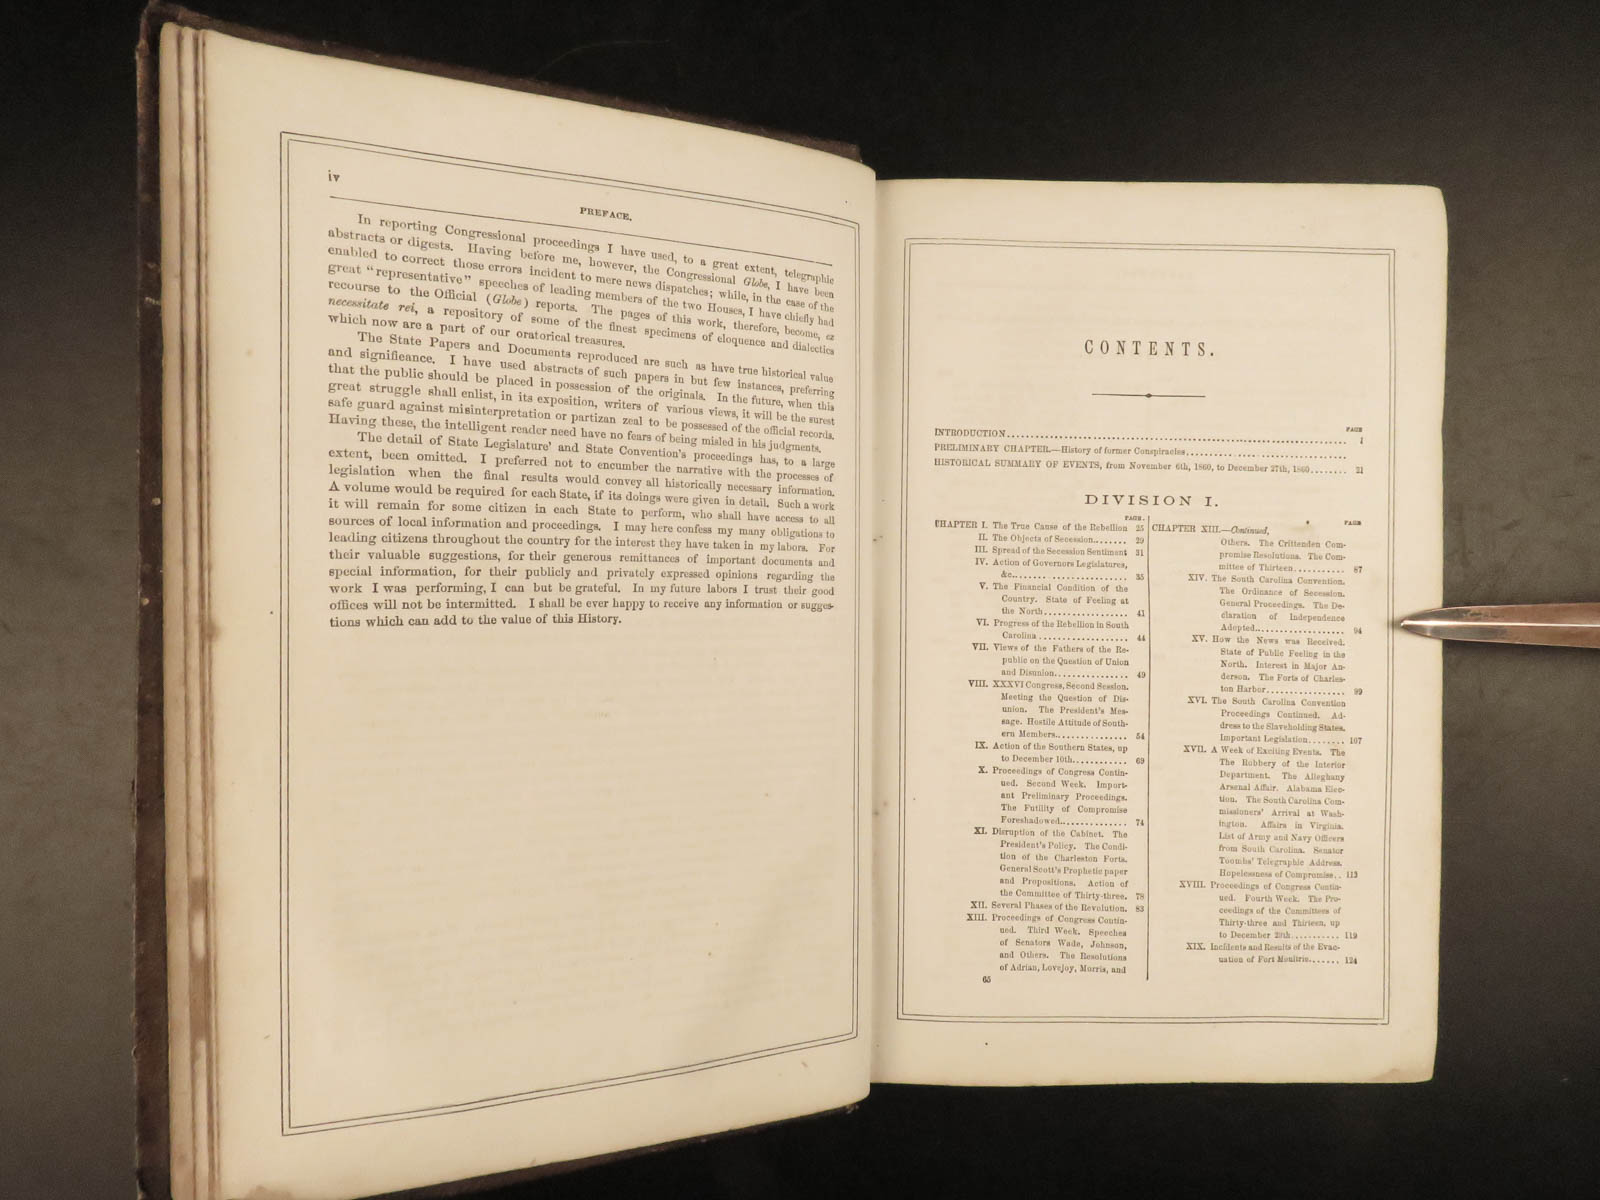 iv
PREFACE.
In reporting Congressional proceedings I have used, to a great extent, telegraphic
abstracts or digests. Having before me, however, the Congressional Globe, I have been
enabled to correct those errors incident to mere news dispatches; while, in the case of the
great "representative" speeches of leading members of the two Houses, I have chiefly had
recourse to the Official (Globe) reports. The pages of this work, therefore, become, ex
necessitate rei, a repository of some of the finest specimens of eloquence and dialectics
which now are a part of our oratorical treasures.
The State Papers and Documents reproduced are such as have true historical value
and significance. I have used abstracts of such papers in but few instances, preferring
that the public should be placed in possession of the originals. In the future, when this
great struggle shall enlist, in its exposition, writers of various views, it will be the surest
safe guard against misinterpretation or partizan zeal to be possessed of the official records.
Having these, the intelligent reader need have no fears of being misled in his judgments.
The detail of State Legislature' and State Convention's proceedings has, to a large
extent, been omitted. I preferred not to encumber the narrative with the processes of
legislation when the final results would convey all historically necessary information.
A volume would be required for each State, if its doings were given in detail. Such a work
it will remain for some citizen in each State to perform, who shall have access to all
sources of local information and proceedings. I may here confess my many obligations to
leading citizens throughout the country for the interest they have taken in my labors. For
their valuable suggestions, for their generous remittances of important documents and
special information, for their publicly and privately expressed opinions regarding the
work I was performing, I can but be grateful. In my future labors I trust their good
offices will not be intermitted. I shall be ever happy to receive any information or sugges-
tions which can add to the value of this History.
CONTENTS.
PAGE
INTRODUCTION........ 1
PRELIMINARY CHAPTER.—History of former Conspiracies........
HISTORICAL SUMMARY OF EVENTS, from November 6th, 1860, to December 27th, 1860........ 21
DIVISION I.
PAGE.
CHAPTER I. The True Cause of the Rebellion 25
II. The Objects of Secession........ 29
III. Spread of the Secession Sentiment 31
IV. Action of Governors Legislatures,
&c........ 35
V. The Financial Condition of the
Country. State of Feeling at
the North........ 41
VI. Progress of the Rebellion in South
Carolina........ 44
VII. Views of the Fathers of the Re-
public on the Question of Union
and Disunion........ 49
VIII. XXXVI Congress, Second Session.
Meeting the Question of Dis-
union. The President's Mes-
sage. Hostile Attitude of South-
ern Members........ 54
IX. Action of the Southern States, up
to December 10th........ 69
X. Proceedings of Congress Contin-
ued. Second Week. Import-
ant Preliminary Proceedings.
The Futility of Compromise
Foreshadowed........ 74
XI. Disruption of the Cabinet. The
President's Policy. The Condi-
tion of the Charleston Forts.
General Scott's Prophetic paper
and Propositions. Action of
the Committee of Thirty-three. 78
XII. Several Phases of the Revolution. 83
XIII. Proceedings of Congress Contin-
ued. Third Week. Speeches
of Senators Wade, Johnson,
and Others. The Resolutions
of Adrian, Lovejoy, Morris, and
65
PAGE
CHAPTER XIII.—Continued,
Others. The Crittenden Com-
promise Resolutions. The Com-
mittee of Thirteen........ 87
XIV. The South Carolina Convention.
The Ordinance of Secession.
General Proceedings. The De-
claration of Independence
Adopted........ 94
XV. How the News was Received.
State of Public Feeling in the
North. Interest in Major An-
derson. The Forts of Charles-
ton Harbor........ 99
XVI. The South Carolina Convention
Proceedings Continued. Ad-
dress to the Slaveholding States.
Important Legislation........ 107
XVII. A Week of Exciting Events. The
The Robbery of the Interior
Department. The Alleghany
Arsenal Affair. Alabama Elec-
tion. The South Carolina Com-
missioners' Arrival at Wash-
ington. Affairs in Virginia.
List of Army and Navy Officers
from South Carolina. Senator
Toombs' Telegraphic Address.
Hopelessness of Compromise.. 113
XVIII. Proceedings of Congress Contin-
ued. Fourth Week. The Pro-
ceedings of the Committees of
Thirty-three and Thirteen, up
to December 29th........ 119
XIX. Incidents and Results of the Evac-
uation of Fort Moultrie....... 124